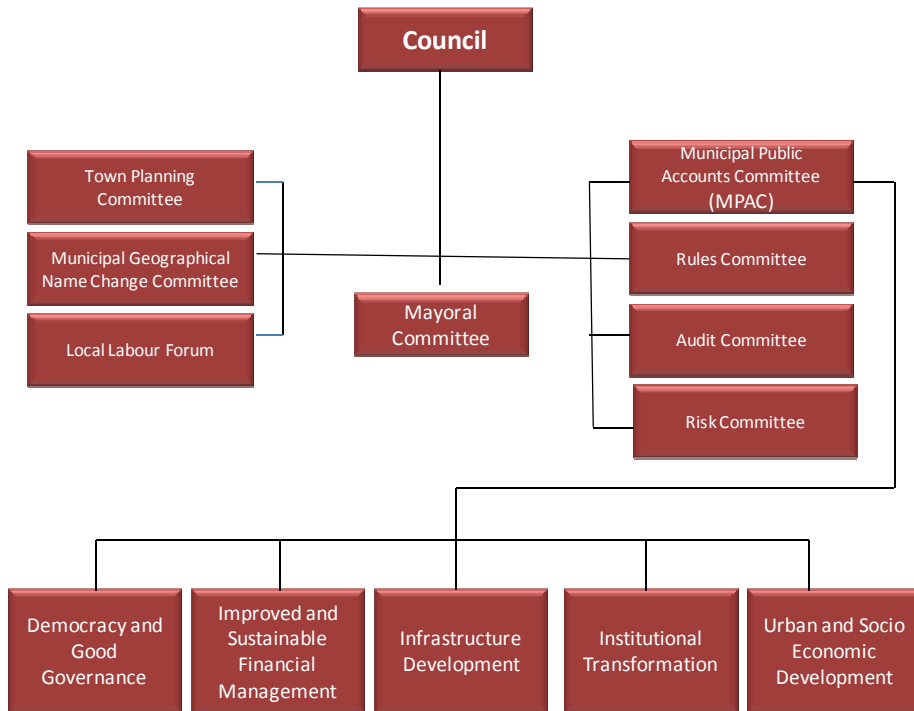 Council
Town Planning
Committee
Municipal Geographical
Name Change Committee
Local Labour Forum
Mayoral
Committee
Municipal Public
Accounts Committee
(MPAC)
Rules Committee
Audit Committee
Risk Committee
Democracy and
Good
Governance
Improved and
Sustainable
Financial
Management
Infrastructure
Development
Institutional
Transformation
Urban and Socio
Economic
Development